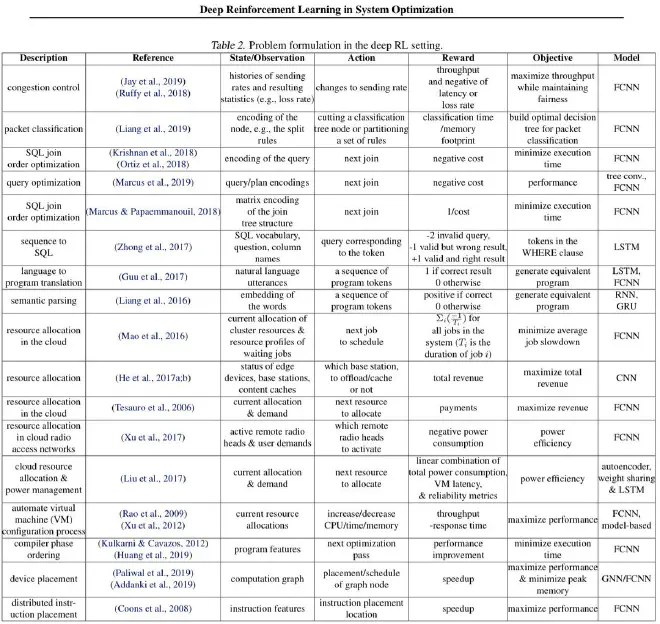 Deep Reinforcement Learning in System Optimization
Table 2. Problem formulation in the deep RL setting.
Description Reference State/Observation Action Reward Objective Model
congestion control (Jay et al., 2019) (Ruffy et al., 2018) histories of sending rates and resulting statistics (e.g., loss rate) changes to sending rate throughput and negative of latency or loss rate maximize throughput while maintaining fairness FCNN
packet classification (Liang et al., 2019) encoding of the node, e.g., the split rules cutting a classification tree node or partitioning a set of rules classification time /memory footprint build optimal decision tree for packet classification FCNN
SQL join order optimization (Krishnan et al., 2018) (Ortiz et al., 2018) encoding of the query next join negative cost minimize execution time FCNN
query optimization (Marcus et al., 2019) query/plan encodings next join negative cost performance tree conv., FCNN
SQL join order optimization (Marcus & Papaemmanouil, 2018) matrix encoding of the join tree structure next join 1/cost minimize execution time FCNN
sequence to SQL (Zhong et al., 2017) SQL vocabulary, question, column names query corresponding to the token -2 invalid query, -1 valid but wrong result, +1 valid and right result tokens in the WHERE clause LSTM
language to program translation (Guu et al., 2017) natural language utterances a sequence of program tokens 1 if correct result 0 otherwise generate equivalent program LSTM, FCNN
semantic parsing (Liang et al., 2016) embedding of the words a sequence of program tokens positive if correct 0 otherwise generate equivalent program RNN, GRU
resource allocation in the cloud (Mao et al., 2016) current allocation of cluster resources & resource profiles of waiting jobs next job to schedule Σi(−1/Ti) for all jobs in the system (Ti is the duration of job i) minimize average job slowdown FCNN
resource allocation (He et al., 2017a;b) status of edge devices, base stations, content caches which base station, to offload/cache or not total revenue maximize total revenue CNN
resource allocation in the cloud (Tesauro et al., 2006) current allocation & demand next resource to allocate payments maximize revenue FCNN
resource allocation in cloud radio access networks (Xu et al., 2017) active remote radio heads & user demands which remote radio heads to activate negative power consumption power efficiency FCNN
cloud resource allocation & power management (Liu et al., 2017) current allocation & demand next resource to allocate linear combination of total power consumption, VM latency, & reliability metrics power efficiency autoencoder, weight sharing & LSTM
automate virtual machine (VM) configuration process (Rao et al., 2009) (Xu et al., 2012) current resource allocations increase/decrease CPU/time/memory throughput -response time maximize performance FCNN, model-based
compiler phase ordering (Kulkarni & Cavazos, 2012) (Huang et al., 2019) program features next optimization pass performance improvement minimize execution time FCNN
device placement (Paliwal et al., 2019) (Addanki et al., 2019) computation graph placement/schedule of graph node speedup maximize performance & minimize peak memory GNN/FCNN
distributed instr- uction placement (Coons et al., 2008) instruction features instruction placement location speedup maximize performance FCNN